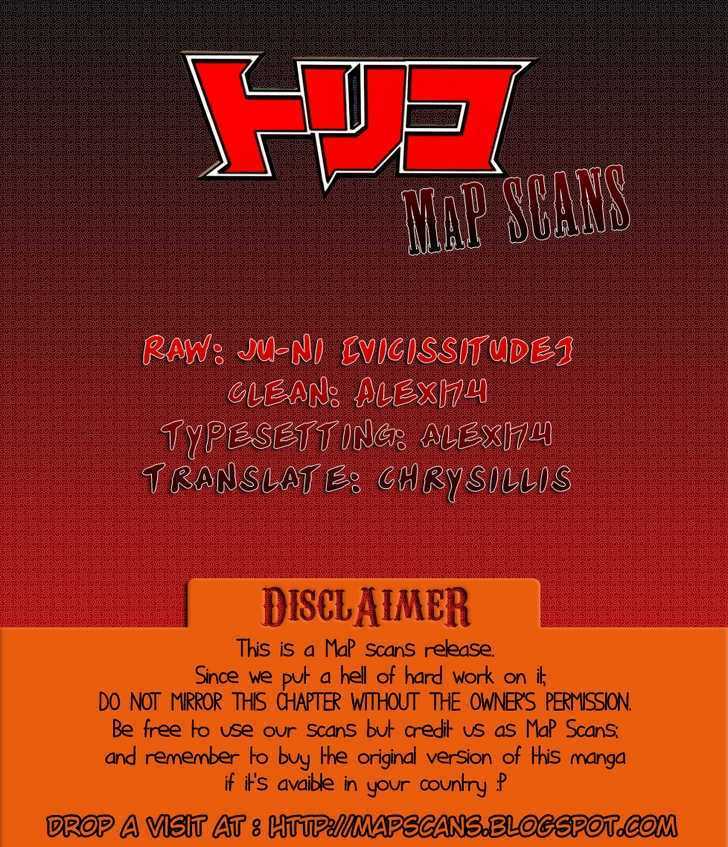 トリコ
MAP SCANS
RAW: JU-NI [VICISSITUDE]
CLEAN: ALEX174
TYPESETTING: ALEX174
TRANSLATE: CHRYSILLIS
DISCLAIMER
This is a MaP scans release.
Since we put a hell of hard work on it,
DO NOT MIRROR THIS CHAPTER WITHOUT THE OWNER'S PERMISSION.
Be free to use our scans but credit us as MaP Scans;
and remember to buy the original version of this manga
if it's avaible in your country :P
DROP A VISIT AT : HTTP://MAPSCANS.BLOGSPOT.COM